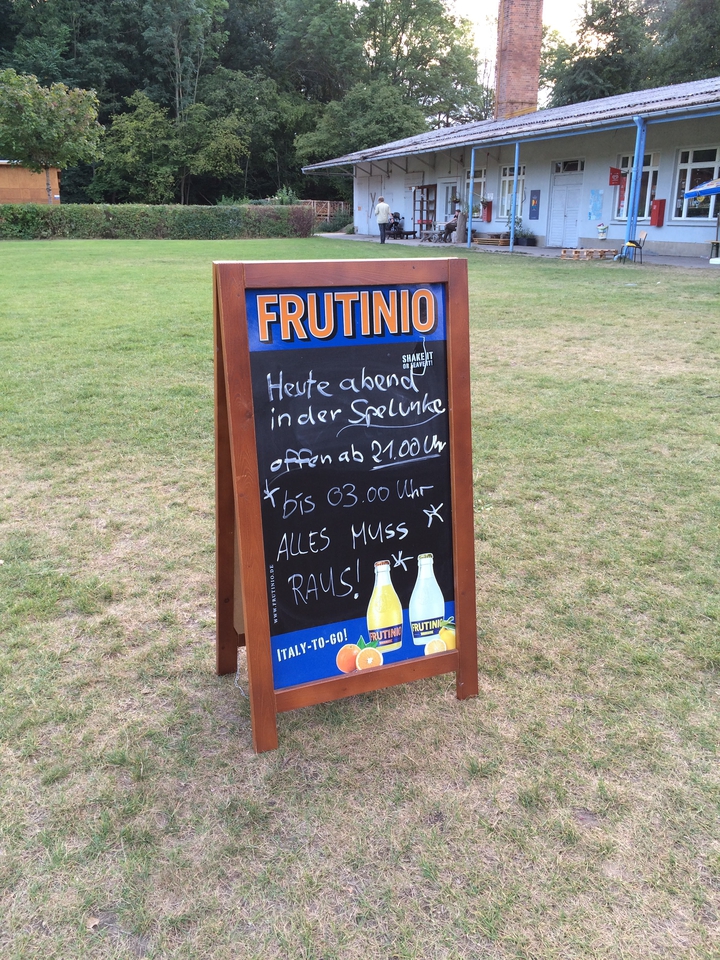 FRUTINIO
SHAKE IT
OR LEAVE IT!
Heute abend
in der Spelunke
offen ab 21.00 Uhr
bis 03.00 Uhr
ALLES MUSS
RAUS!
WWW.FRUTINIO.DE
FRUTINIO
FRUTINIO
ITALY-TO-GO!